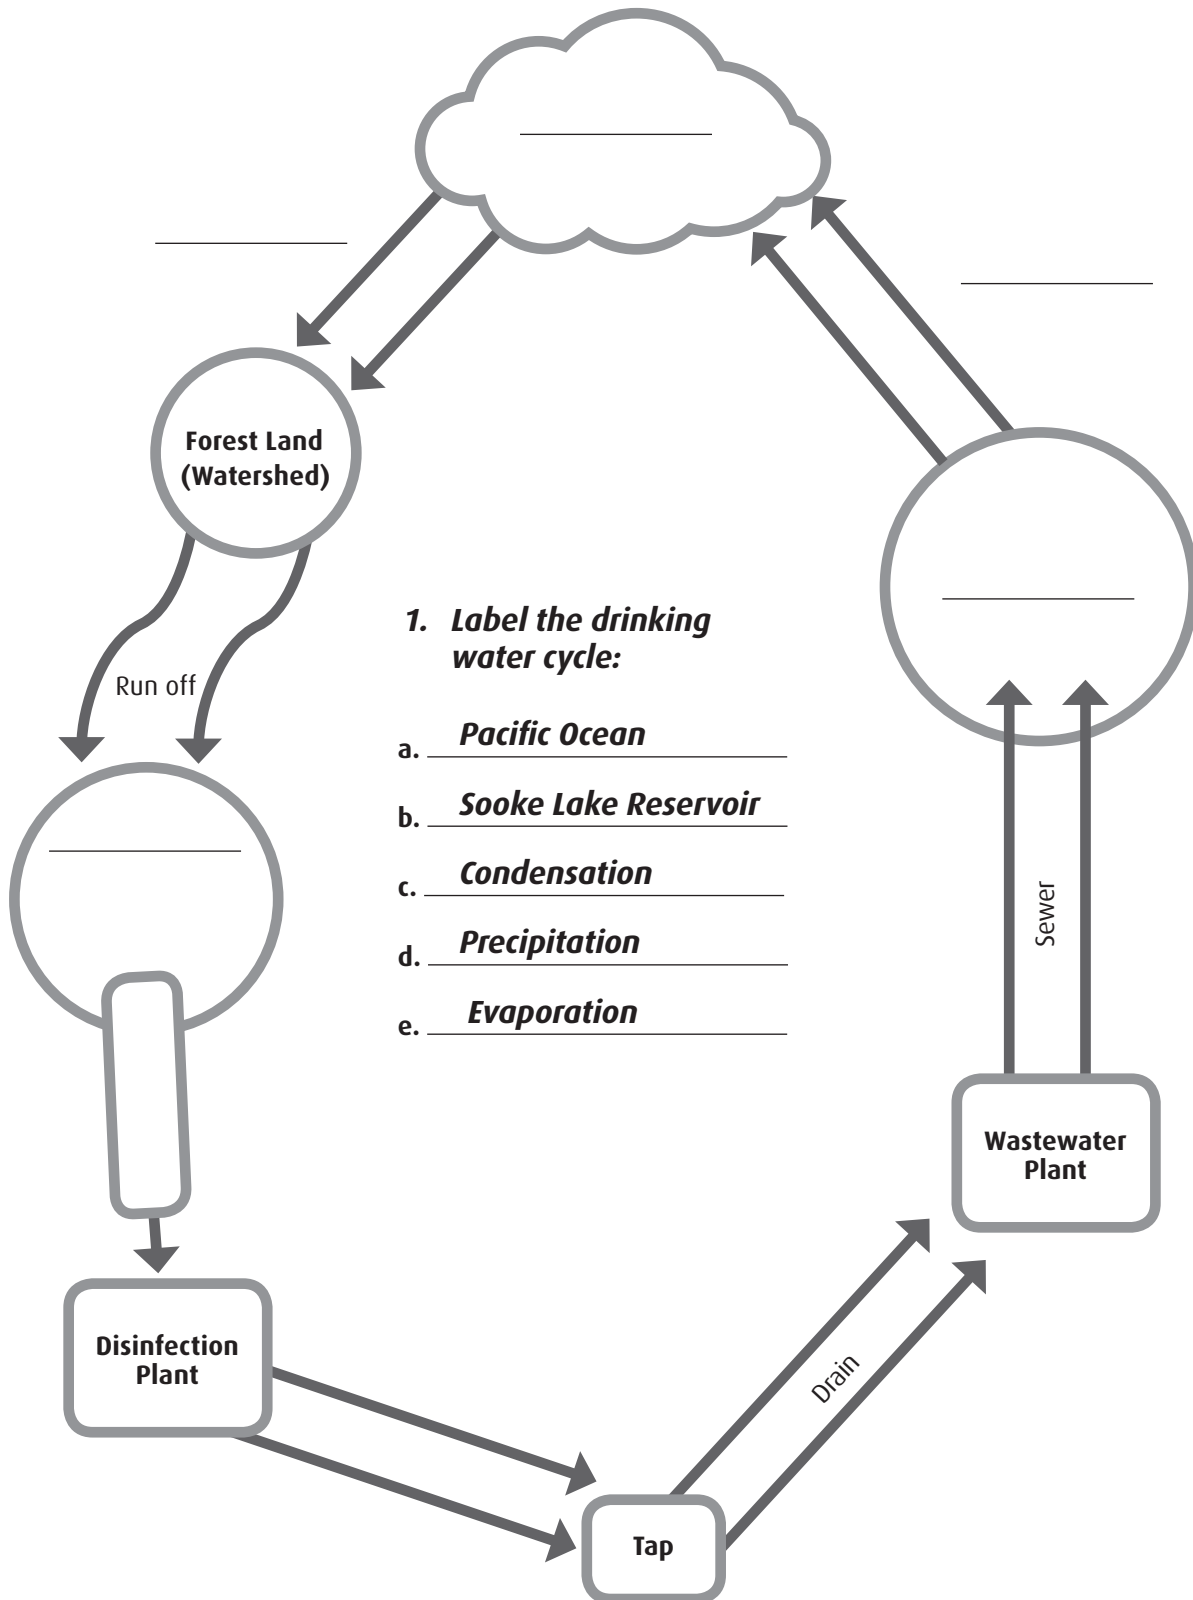 Forest Land
(Watershed)
1. Label the drinking
water cycle:
Run off
a. Pacific Ocean
b. Sooke Lake Reservoir
c. Condensation
d. Precipitation
e. Evaporation
Sewer
Wastewater
Plant
Disinfection
Plant
Drain
Tap